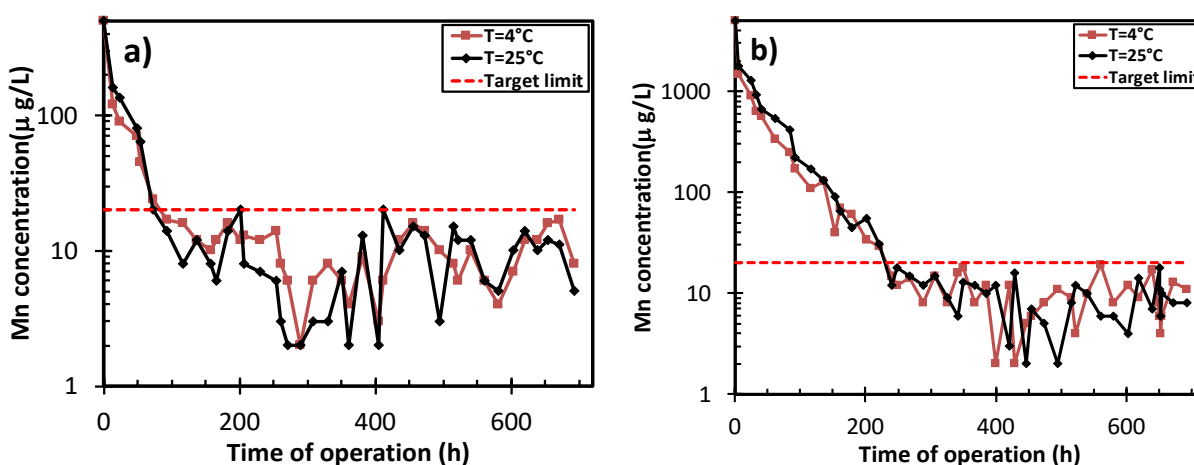 a)
T=4°C
T=25°C
Target limit
Mn concentration(μ g/L)
100
10
1
0
200
400
600
Time of operation (h)
b)
T=4°C
T=25°C
Target limit
Mn concentration(μ g/L)
1000
100
10
1
0
200
400
600
Time of operation (h)